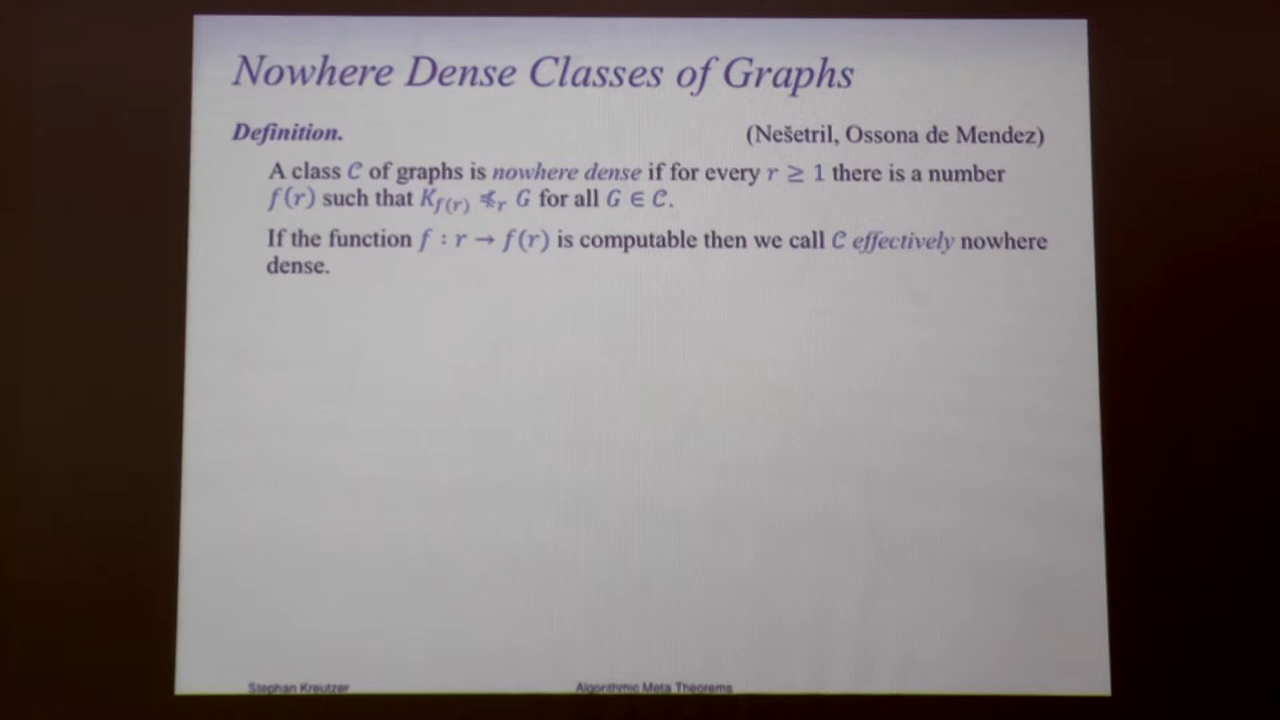 Nowhere Dense Classes of Graphs
Definition. (Nešetril, Ossona de Mendez)
A class 𝒞 of graphs is nowhere dense if for every r ≥ 1 there is a number
f(r) such that K_{f(r)} ⋠_r G for all G ∈ 𝒞.
If the function f : r → f(r) is computable then we call 𝒞 effectively nowhere
dense.
Stephan Kreutzer Algorithmic Meta Theorems